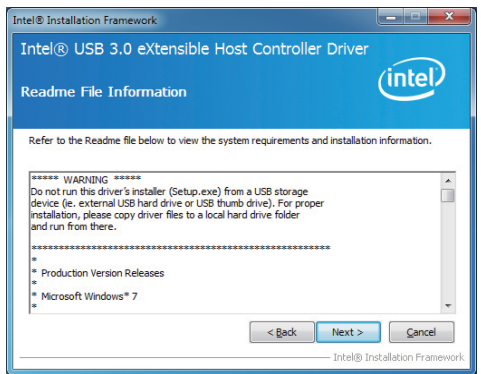 Intel® Installation Framework
Intel® USB 3.0 eXtensible Host Controller Driver
Readme File Information
intel®
Refer to the Readme file below to view the system requirements and installation information.
***** WARNING *****
Do not run this driver's installer (Setup.exe) from a USB storage
device (ie. external USB hard drive or USB thumb drive). For proper
installation, please copy driver files to a local hard drive folder
and run from there.
************************************************************
*
* Production Version Releases
*
* Microsoft Windows* 7
*
< Back
Next >
Cancel
Intel® Installation Framework